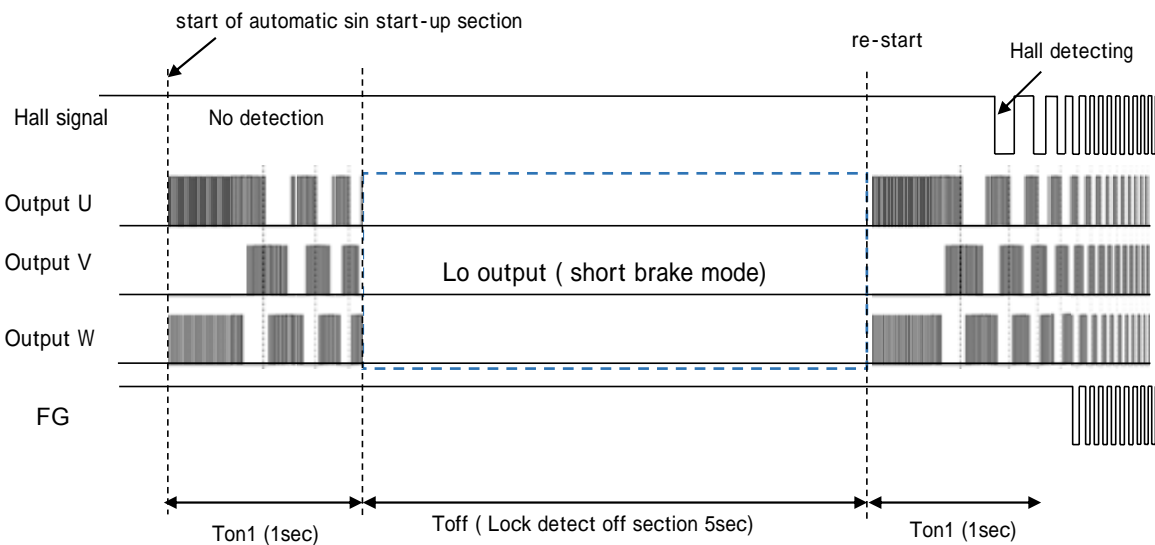 start of automatic sin start-up section
re-start
Hall detecting
Hall signal
No detection
Output U
Output V
Lo output ( short brake mode)
Output W
FG
Ton1 (1sec)
Toff ( Lock detect off section 5sec)
Ton1 (1sec)